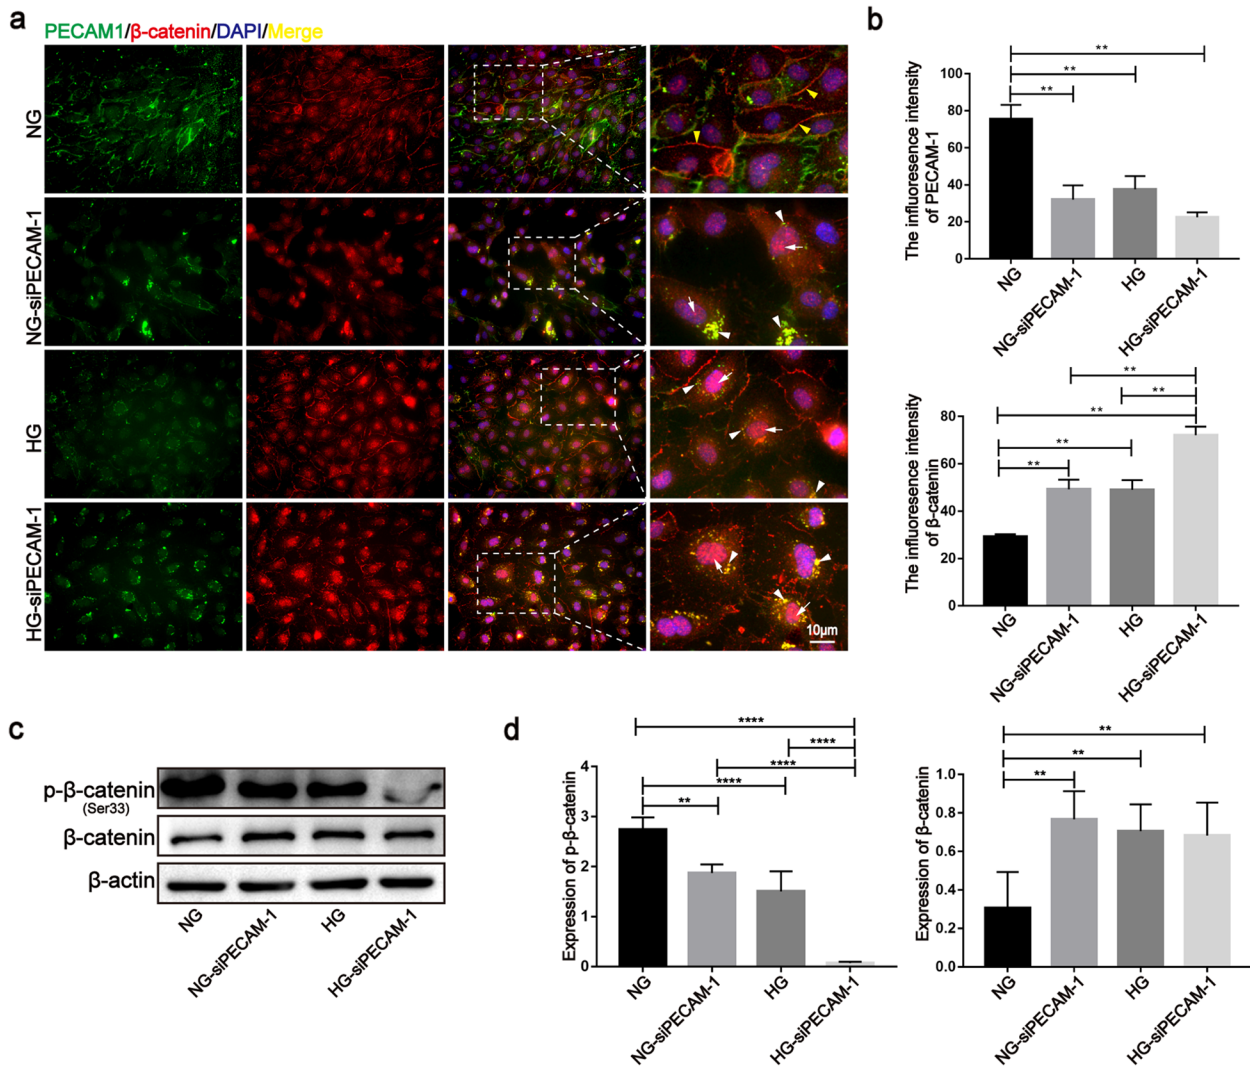 a
PECAM1/β-catenin/DAPI/Merge
NG
NG-siPECAM-1
HG
HG-siPECAM-1
10μm
b
The influoresence intensity
of PECAM-1
100
80
60
40
20
0
** 
**
**
NG
NG-siPECAM-1
HG
HG-siPECAM-1
The influoresence intensity
of β-catenin
80
60
40
20
0
**
**
**
**
**
NG
NG-siPECAM-1
HG
HG-siPECAM-1
c
p-β-catenin
(Ser33)
β-catenin
β-actin
NG
NG-siPECAM-1
HG
HG-siPECAM-1
d
Expression of p-β-catenin
4
3
2
1
0
****
****
****
****
**
NG
NG-siPECAM-1
HG
HG-siPECAM-1
Expression of β-catenin
1.0
0.8
0.6
0.4
0.2
0.0
**
**
**
NG
NG-siPECAM-1
HG
HG-siPECAM-1